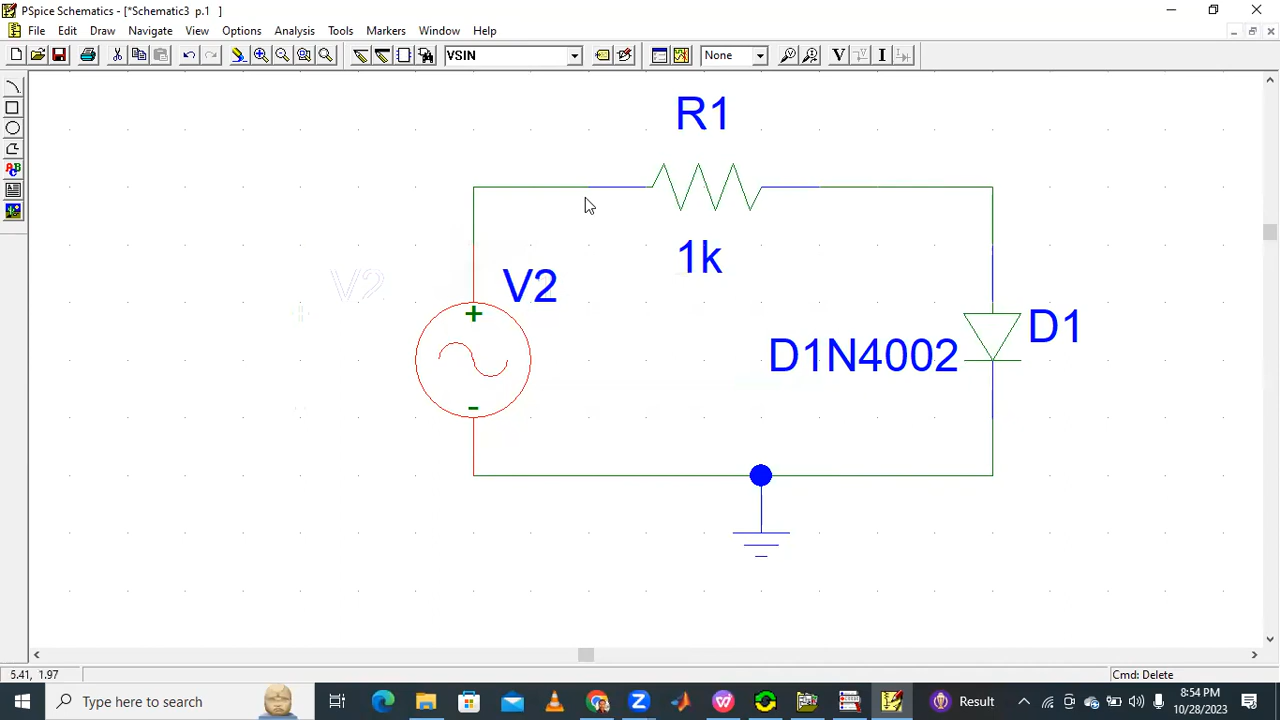 PSpice Schematics - [*Schematic3 p.1 ]
File Edit Draw Navigate View Options Analysis Tools Markers Window Help
VSIN None V V I
R1
1k
V2
V2
+
-
D1
D1N4002
5.41, 1.97 Cmd: Delete
Type here to search
Result
8:54 PM
10/28/2023